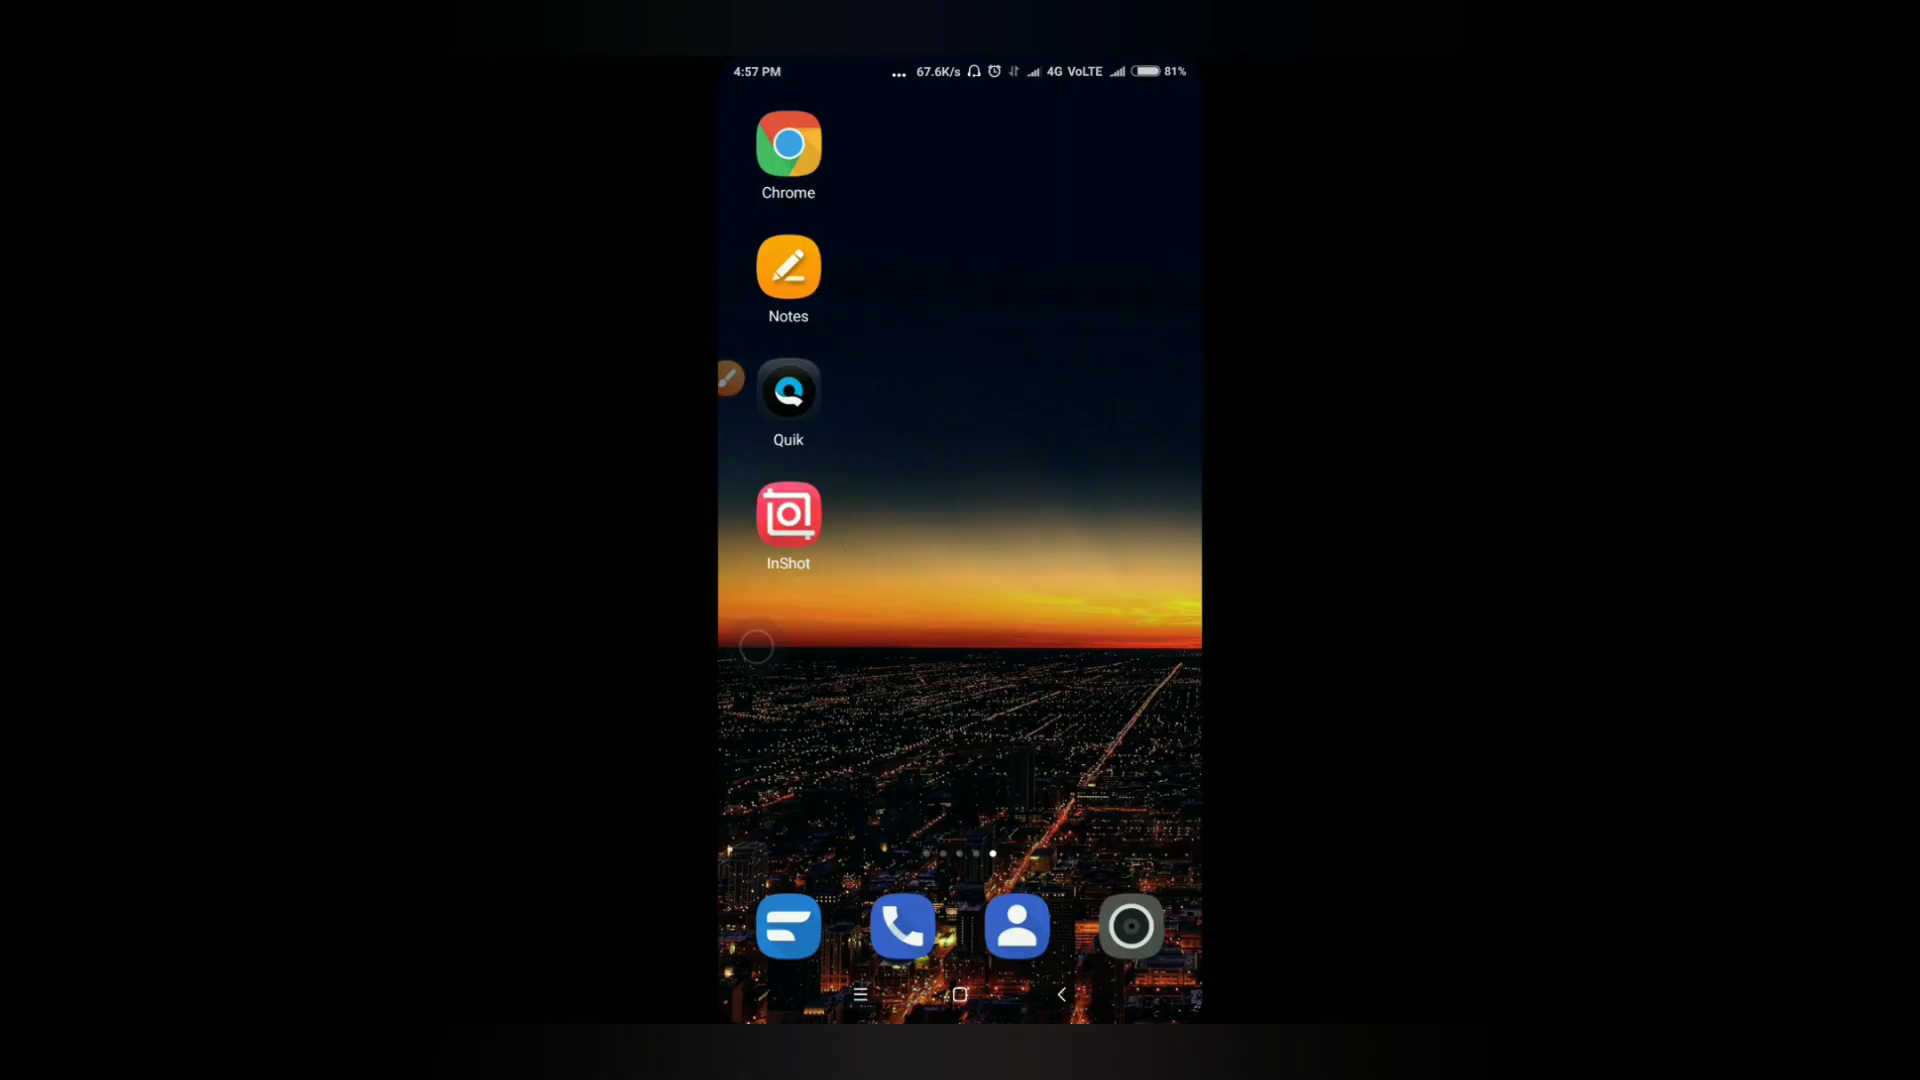 4:57 PM ... 67.6K/s 4G VoLTE 81%
Chrome
Notes
Quik
InShot